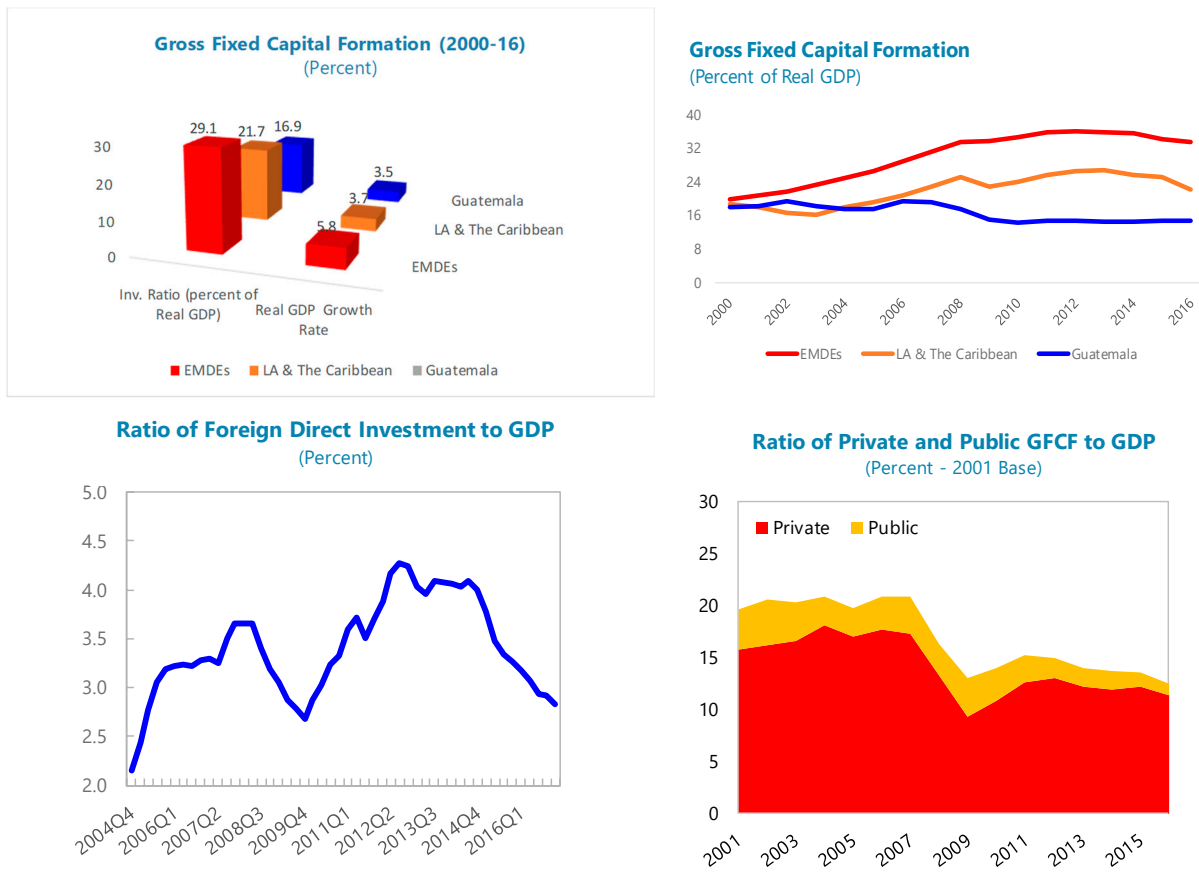 Gross Fixed Capital Formation (2000-16)
(Percent)
29.1
21.7
16.9
30
20
10
0
3.5
3.7
5.8
Guatemala
LA & The Caribbean
EMDEs
Inv. Ratio (percent of
Real GDP)
Real GDP Growth
Rate
EMDEs LA & The Caribbean Guatemala
Gross Fixed Capital Formation
(Percent of Real GDP)
40
32
24
16
8
0
2000 2002 2004 2006 2008 2010 2012 2014 2016
EMDEs LA & The Caribbean Guatemala
Ratio of Foreign Direct Investment to GDP
(Percent)
5.0
4.5
4.0
3.5
3.0
2.5
2.0
2004Q4 2006Q1 2007Q2 2008Q3 2009Q4 2011Q1 2012Q2 2013Q3 2014Q4 2016Q1
Ratio of Private and Public GFCF to GDP
(Percent - 2001 Base)
30
25
20
15
10
5
0
Private Public
2001 2003 2005 2007 2009 2011 2013 2015